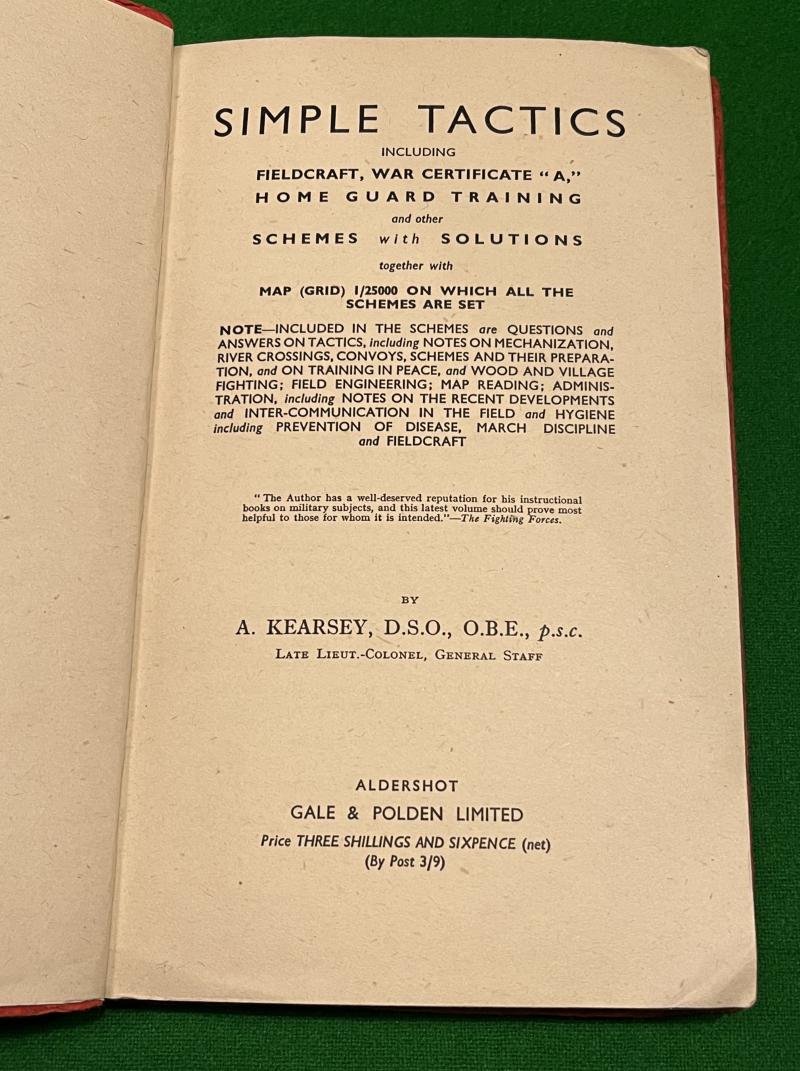 SIMPLE TACTICS
INCLUDING
FIELDCRAFT, WAR CERTIFICATE “A,”
HOME GUARD TRAINING
and other
SCHEMES with SOLUTIONS
together with
MAP (GRID) 1/25000 ON WHICH ALL THE
SCHEMES ARE SET
NOTE—INCLUDED IN THE SCHEMES are QUESTIONS and
ANSWERS ON TACTICS, including NOTES ON MECHANIZATION,
RIVER CROSSINGS, CONVOYS, SCHEMES AND THEIR PREPARA-
TION, and ON TRAINING IN PEACE, and WOOD AND VILLAGE
FIGHTING; FIELD ENGINEERING; MAP READING; ADMINIS-
TRATION, including NOTES ON THE RECENT DEVELOPMENTS
and INTER-COMMUNICATION IN THE FIELD and HYGIENE
including PREVENTION OF DISEASE, MARCH DISCIPLINE
and FIELDCRAFT
“The Author has a well-deserved reputation for his instructional
books on military subjects, and this latest volume should prove most
helpful to those for whom it is intended.”—The Fighting Forces.
BY
A. KEARSEY, D.S.O., O.B.E., p.s.c.
LATE LIEUT.-COLONEL, GENERAL STAFF
ALDERSHOT
GALE & POLDEN LIMITED
Price THREE SHILLINGS AND SIXPENCE (net)
(By Post 3/9)